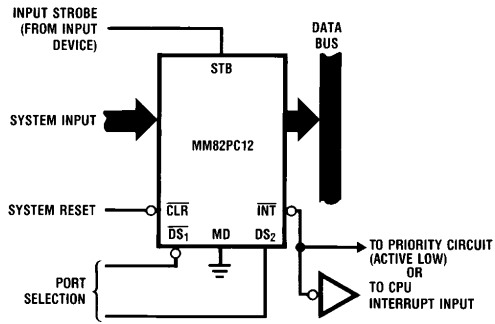 INPUT STROBE
(FROM INPUT
DEVICE)
DATA
BUS
STB
SYSTEM INPUT
MM82PC12
SYSTEM RESET
CLR
INT
DS1 MD DS2
PORT
SELECTION
TO PRIORITY CIRCUIT
(ACTIVE LOW)
OR
TO CPU
INTERRUPT INPUT